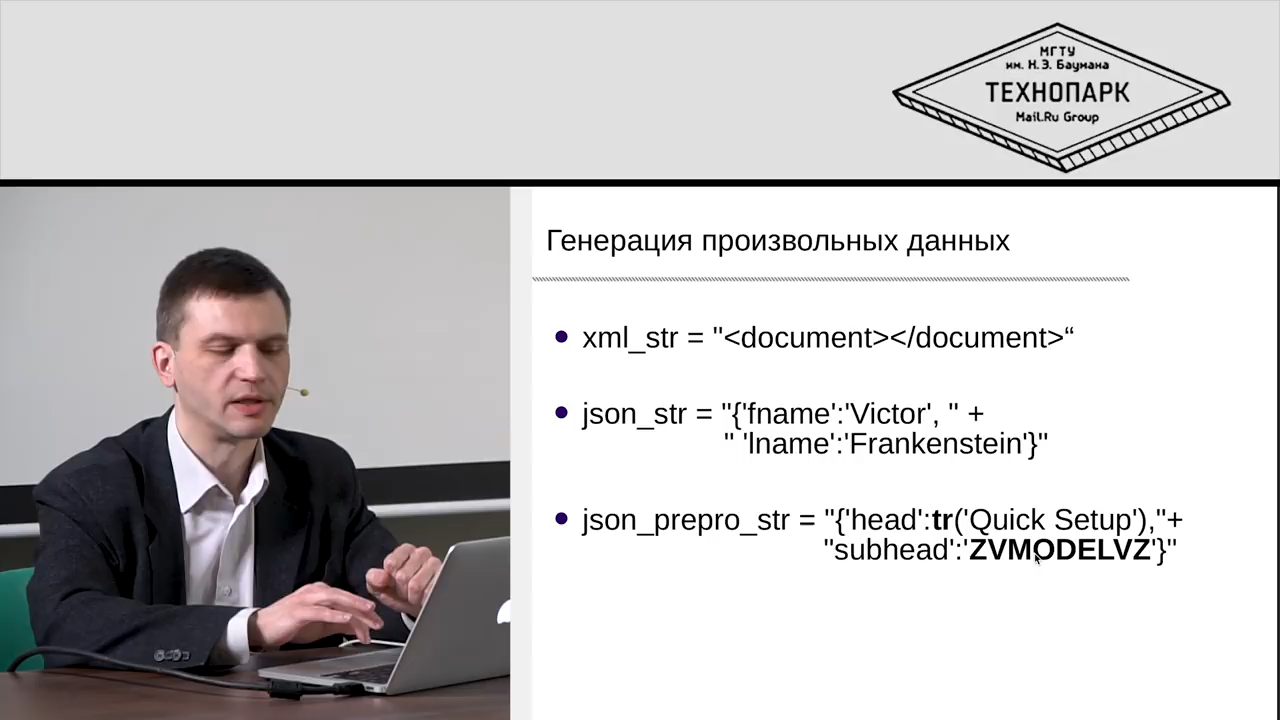 МГТУ
им. Н.Э. Баумана
ТЕХНОПАРК
Mail.Ru Group
Генерация произвольных данных
xml_str = "<document></document>“
json_str = "{'fname':'Victor', " +
" 'lname':'Frankenstein'}"
json_prepro_str = "{'head':tr('Quick Setup'),"+
"subhead':'ZVMODELVZ'}"